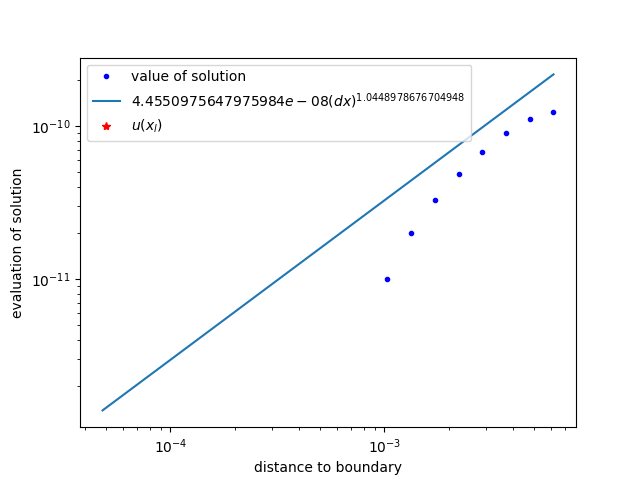 value of solution
4.4550975647975984e − 08(dx)^1.0448978676704948
u(x_l)
10^−10
10^−11
evaluation of solution
10^−4
10^−3
distance to boundary